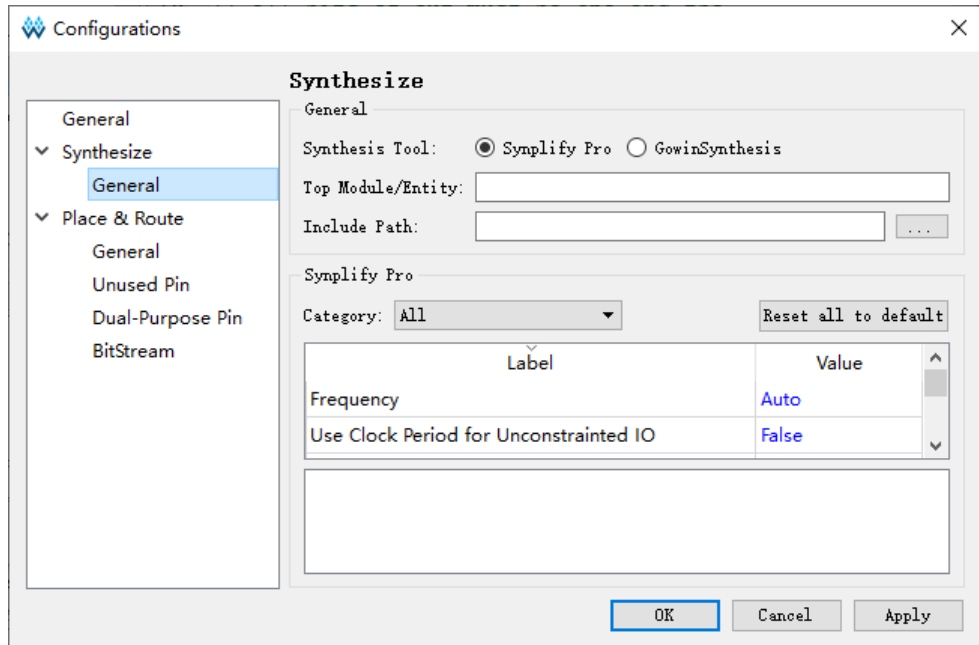 Configurations
General
Synthesize
General
Place & Route
General
Unused Pin
Dual-Purpose Pin
BitStream
Synthesize
General
Synthesis Tool: Synplify Pro GowinSynthesis
Top Module/Entity:
Include Path: ...
Synplify Pro
Category: All Reset all to default
Label Value
Frequency Auto
Use Clock Period for Unconstrainted IO False
OK Cancel Apply